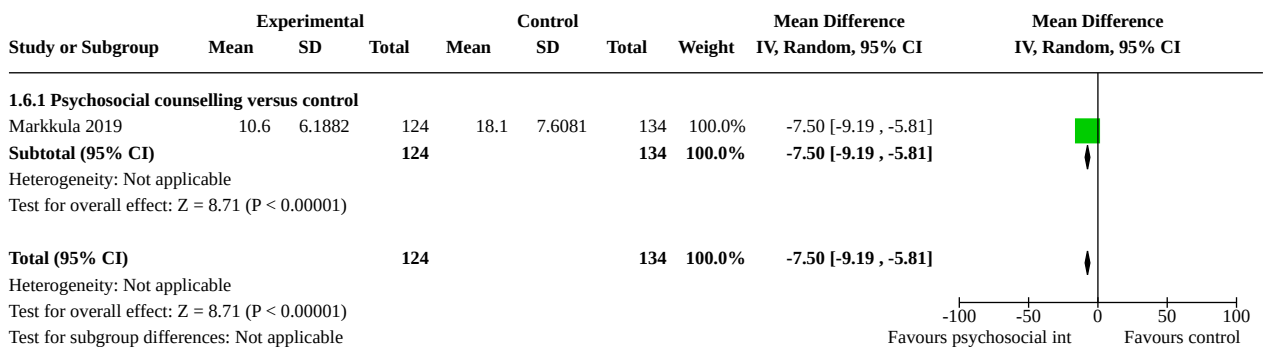 Experimental Control Mean Difference Mean Difference
Study or Subgroup Mean SD Total Mean SD Total Weight IV, Random, 95% CI IV, Random, 95% CI
1.6.1 Psychosocial counselling versus control
Markkula 2019 10.6 6.1882 124 18.1 7.6081 134 100.0% -7.50 [-9.19 , -5.81]
Subtotal (95% CI) 124 134 100.0% -7.50 [-9.19 , -5.81]
Heterogeneity: Not applicable
Test for overall effect: Z = 8.71 (P < 0.00001)
Total (95% CI) 124 134 100.0% -7.50 [-9.19 , -5.81]
Heterogeneity: Not applicable
Test for overall effect: Z = 8.71 (P < 0.00001)
-100 -50 0 50 100
Test for subgroup differences: Not applicable Favours psychosocial int Favours control